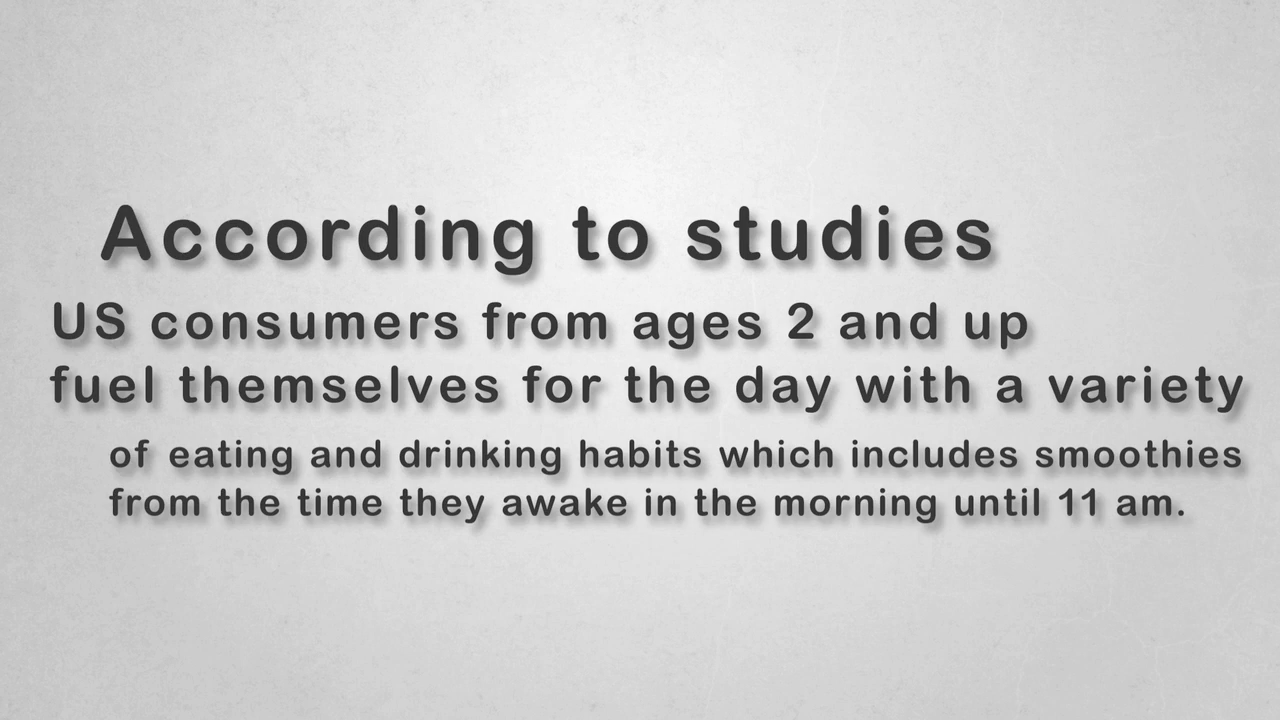 According to studies
US consumers from ages 2 and up
fuel themselves for the day with a variety
of eating and drinking habits which includes smoothies
from the time they awake in the morning until 11 am.